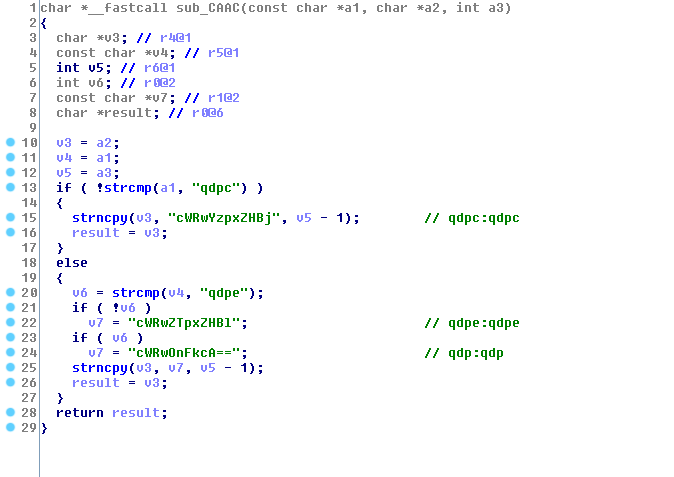 1 char *__fastcall sub_CAAC(const char *a1, char *a2, int a3)
2 {
3 char *v3; // r4@1
4 const char *v4; // r5@1
5 int v5; // r6@1
6 int v6; // r0@2
7 const char *v7; // r1@2
8 char *result; // r0@6
9
10 v3 = a2;
11 v4 = a1;
12 v5 = a3;
13 if ( !strcmp(a1, "qdpc") )
14 {
15 strncpy(v3, "cWRwYzpxZHBj", v5 - 1); // qdpc:qdpc
16 result = v3;
17 }
18 else
19 {
20 v6 = strcmp(v4, "qdpe");
21 if ( !v6 )
22 v7 = "cWRwZTpxZHBl"; // qdpe:qdpe
23 if ( v6 )
24 v7 = "cWRwOnFkcA=="; // qdp:qdp
25 strncpy(v3, v7, v5 - 1);
26 result = v3;
27 }
28 return result;
29 }